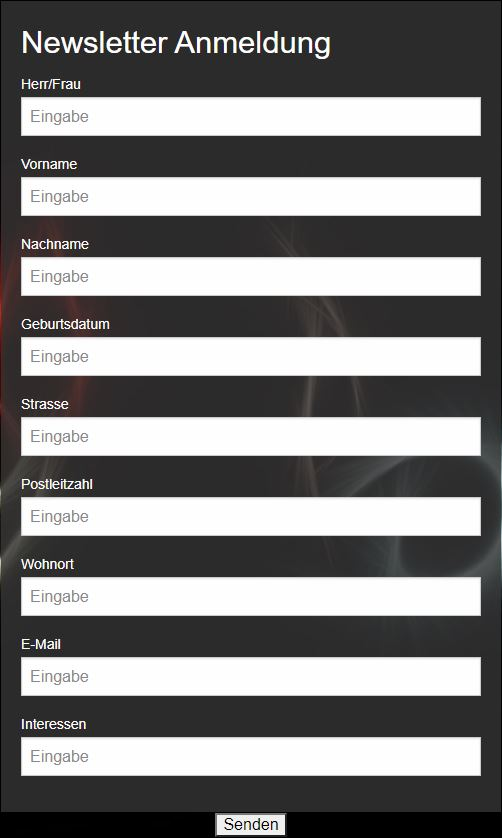 Newsletter Anmeldung
Herr/Frau
Eingabe
Vorname
Eingabe
Nachname
Eingabe
Geburtsdatum
Eingabe
Strasse
Eingabe
Postleitzahl
Eingabe
Wohnort
Eingabe
E-Mail
Eingabe
Interessen
Eingabe
Senden